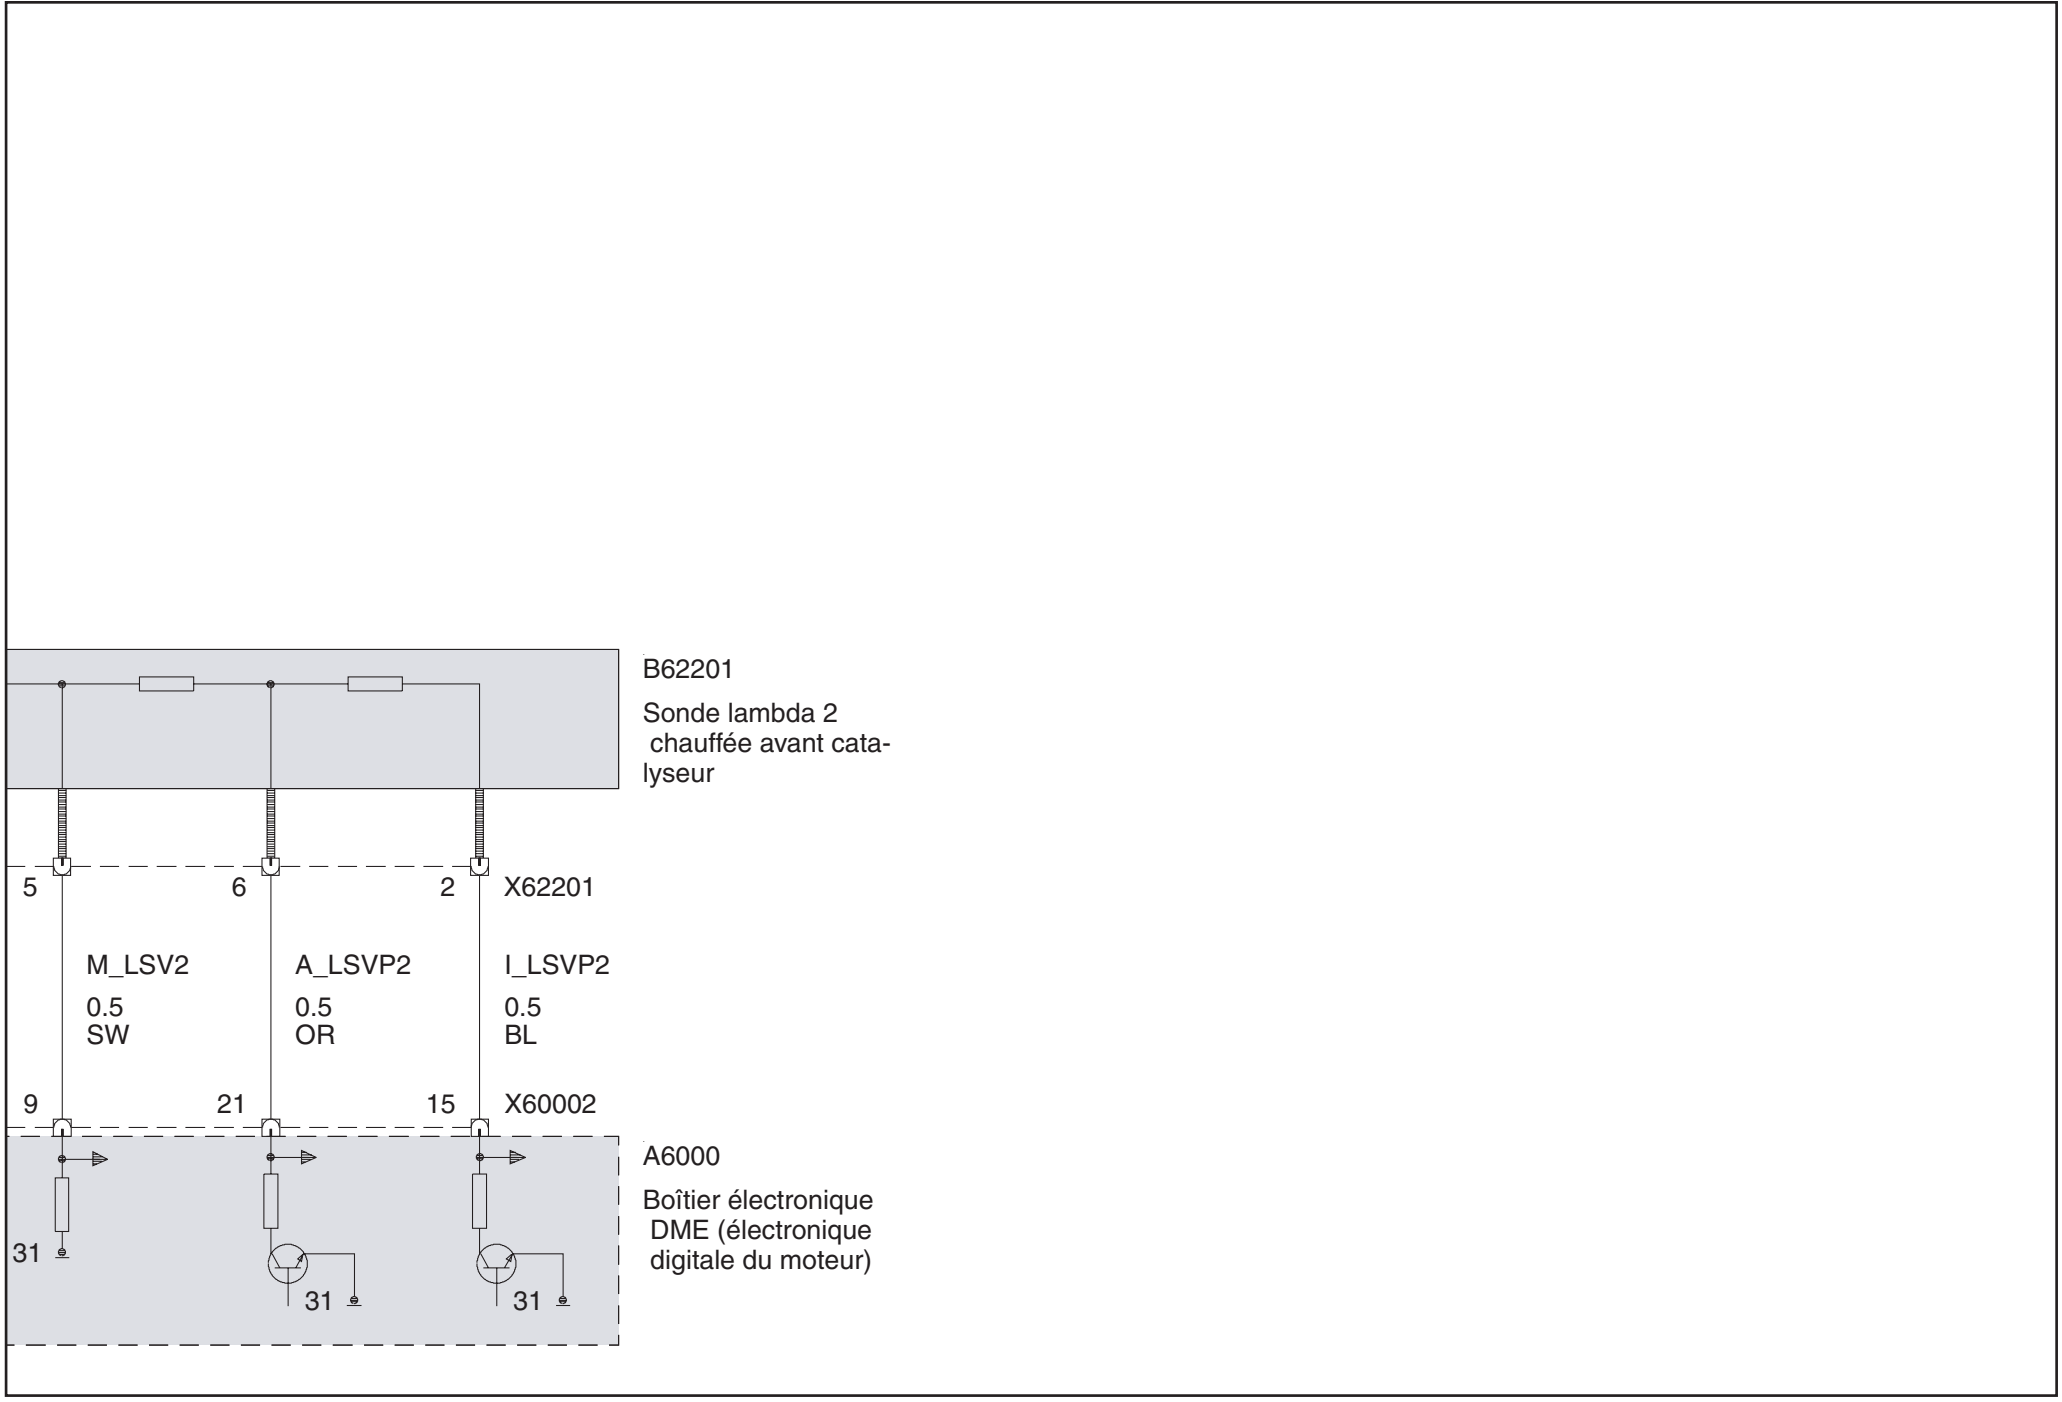 B62201
Sonde lambda 2
chauffée avant cata-
lyseur
5
6
2
X62201
M_LSV2
A_LSVP2
I_LSVP2
0.5
0.5
0.5
SW
OR
BL
9
21
15
X60002
A6000
Boîtier électronique
DME (électronique
digitale du moteur)
31
31
31